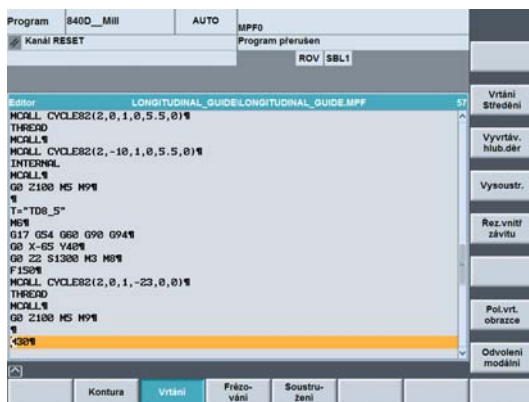 Program 840D__Mill AUTO MPF0
Kanál RESET Program přerušen
ROV SBL1
Editor LONGITUDINAL_GUIDE\LONGITUDINAL_GUIDE.MPF 57
MCALL CYCLE82(2,0,1,0,5.5,0)¶
THREAD
MCALL¶
MCALL CYCLE82(2,-10,1,0,5.5,0)¶
INTERNAL
MCALL¶
G0 Z100 M5 M9¶
¶
T="TD8_5"
M6¶
G17 G54 G60 G90 G94¶
G0 X-65 Y40¶
G0 Z2 S1300 M3 M8¶
F150¶
MCALL CYCLE82(2,0,1,-23,0,0)¶
THREAD
MCALL¶
G0 Z100 M5 M9¶
¶
M30¶
Vrtání
Středění
Vyvrtáv.
hlub.děr
Vysoustr.
Řez.vnitř
závitu
Pol.vrt.
obrazce
Odvolení
modální
Kontura Vrtání Frézo-
vání Soustru-
žení